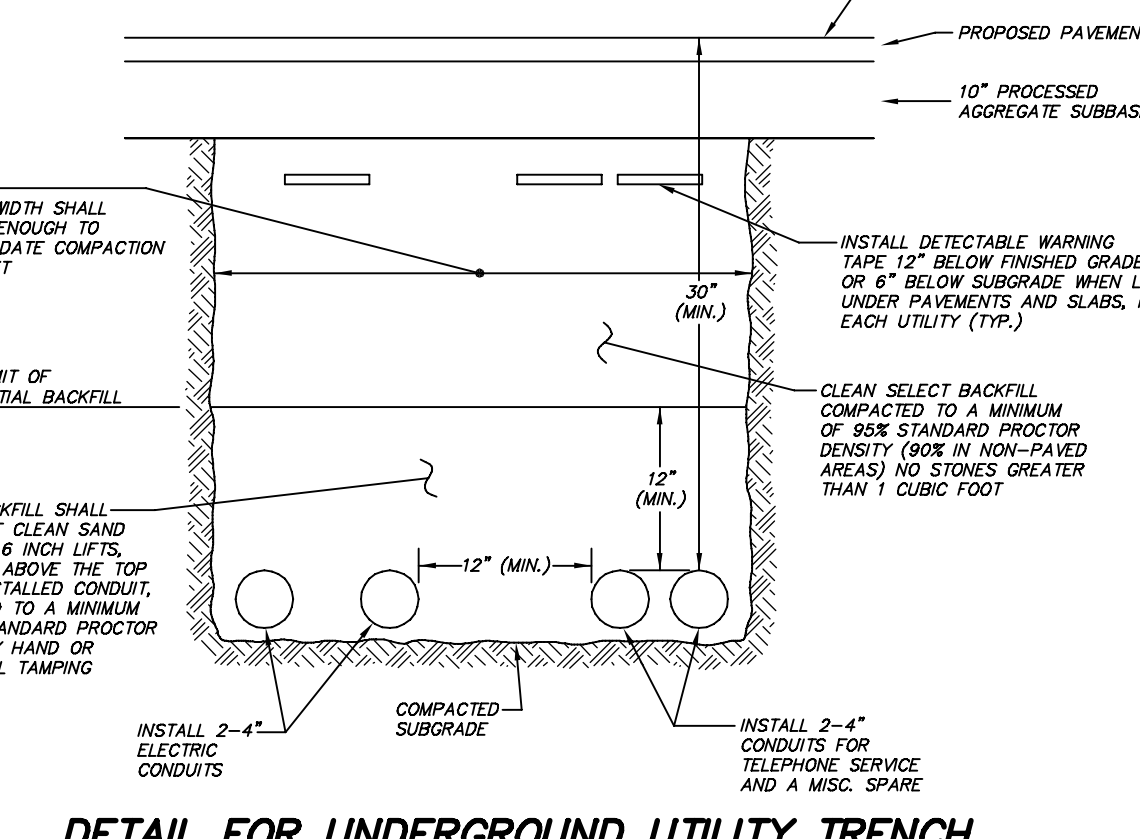 PROPOSED PAVEMEN
10" PROCESSED
AGGREGATE SUBBAS
WIDTH SHALL
ENOUGH TO
DATE COMPACTION
INSTALL DETECTABLE WARNING
TAPE 12" BELOW FINISHED GRADE
OR 6" BELOW SUBGRADE WHEN L
UNDER PAVEMENTS AND SLABS,
EACH UTILITY (TYP.)
30"
(MIN.)
MIT OF
TIAL BACKFILL
CLEAN SELECT BACKFILL
COMPACTED TO A MINIMUM
OF 95% STANDARD PROCTOR
DENSITY (90% IN NON-PAVED
AREAS) NO STONES GREATER
THAN 1 CUBIC FOOT
12"
(MIN.)
CKFILL SHALL
T CLEAN SAND
6 INCH LIFTS,
ABOVE THE TOP
STALLED CONDUIT,
TO A MINIMUM
TANDARD PROCTOR
HAND OR
L TAMPING
12" (MIN.)
INSTALL 2-4"
ELECTRIC
CONDUITS
COMPACTED
SUBGRADE
INSTALL 2-4"
CONDUITS FOR
TELEPHONE SERVICE
AND A MISC. SPARE
DETAIL FOR UNDERGROUND UTILITY TRENCH